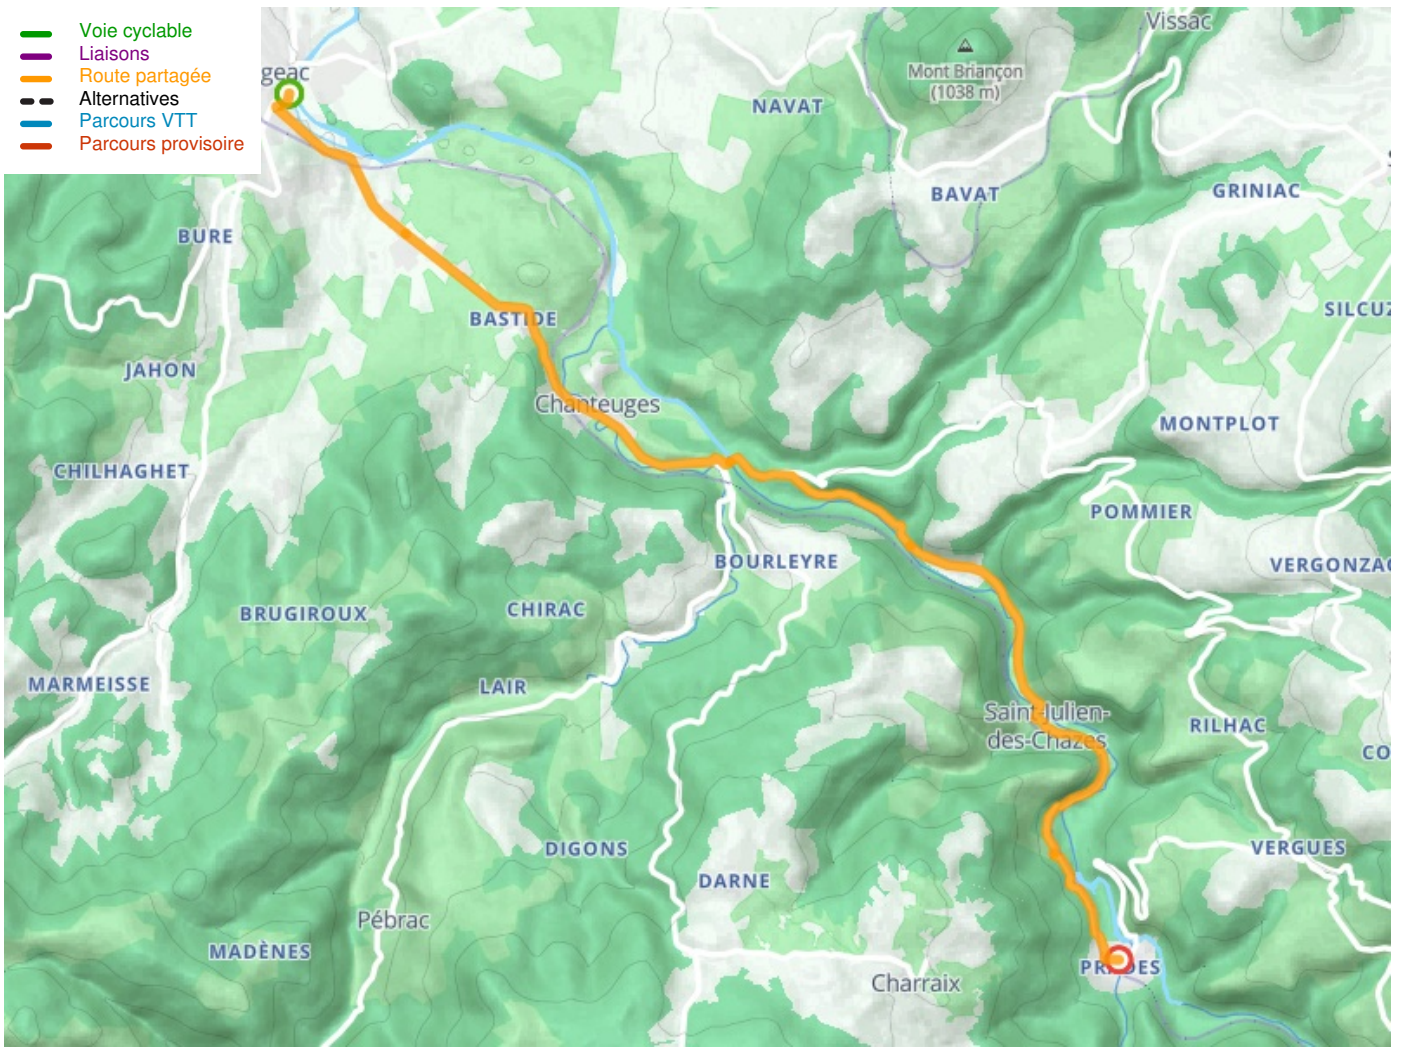 Voie cyclable
Liaisons
Route partagée
Alternatives
Parcours VTT
Parcours provisoire
geac
Vissac
Mont Briançon
(1038 m)
NAVAT
BAVAT
GRINIAC
BURE
BASTIDE
SILCUZ
JAHON
Chanteuges
MONTPLOT
CHILHAGHET
POMMIER
BOURLEYRE
VERGONZAC
BRUGIROUX
CHIRAC
MARMEISSE
LAIR
Saint-Julien-
des-Chazes
RILHAC
CO
DIGONS
VERGUES
DARNE
Pébrac
MADÈNES
PRADES
Charraix